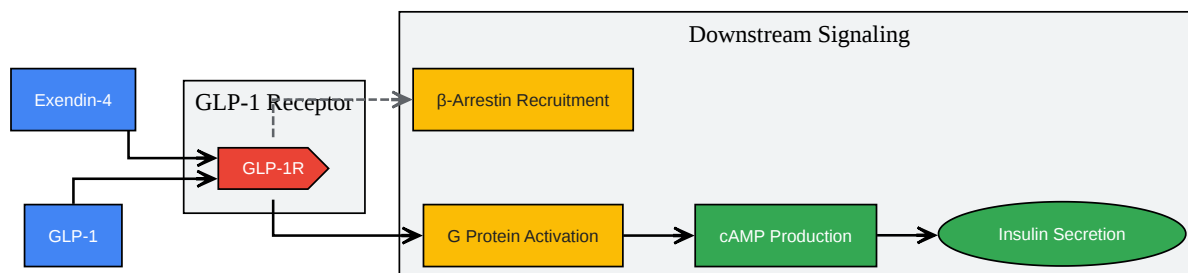 Downstream Signaling
Exendin-4
GLP-1 Receptor
β-Arrestin Recruitment
GLP-1R
GLP-1
G Protein Activation
cAMP Production
Insulin Secretion